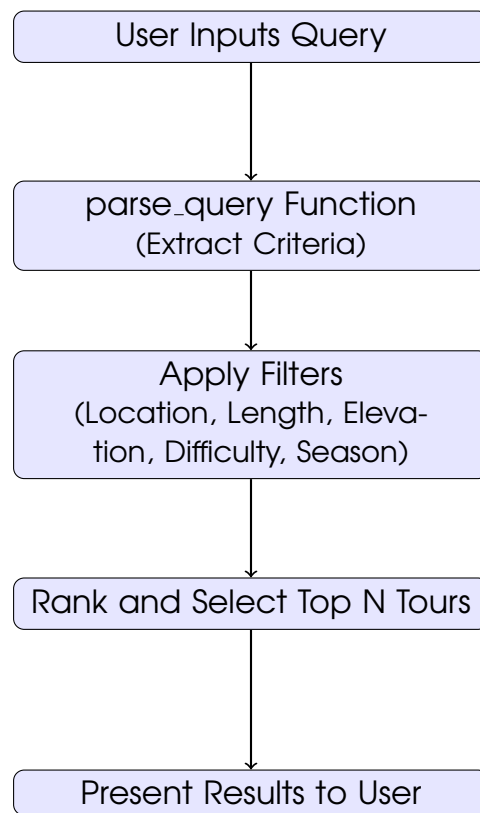 User Inputs Query
parse_query Function
(Extract Criteria)
Apply Filters
(Location, Length, Eleva-
tion, Difficulty, Season)
Rank and Select Top N Tours
Present Results to User